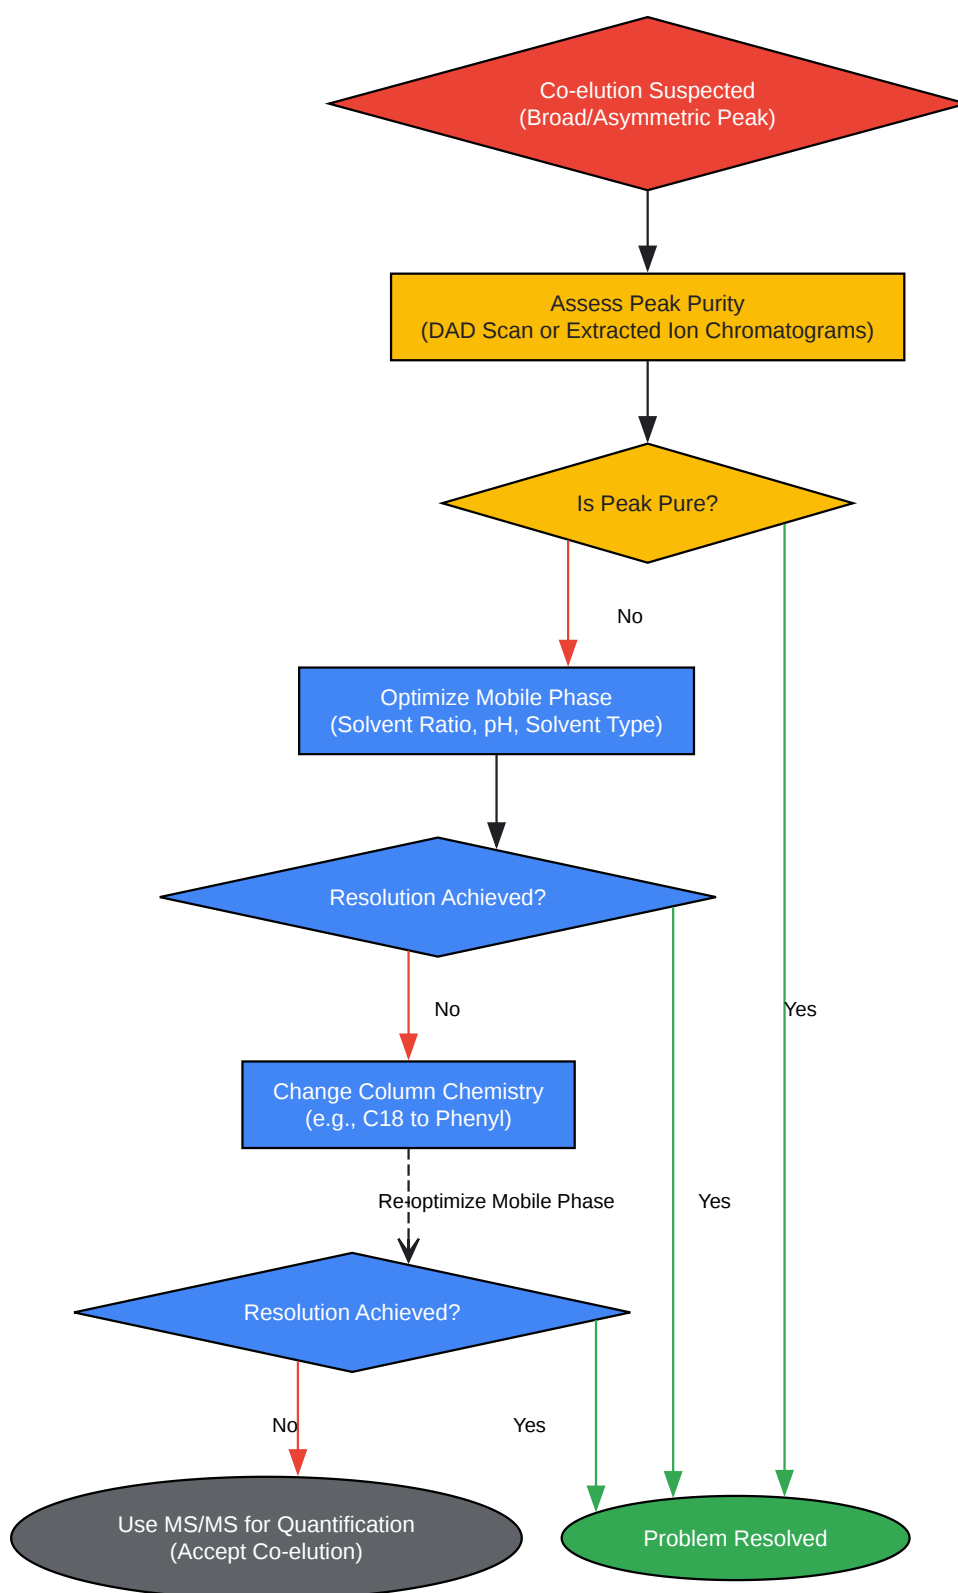 Co-elution Suspected
(Broad/Asymmetric Peak)
Assess Peak Purity
(DAD Scan or Extracted Ion Chromatograms)
Is Peak Pure?
No
Optimize Mobile Phase
(Solvent Ratio, pH, Solvent Type)
Resolution Achieved?
No
Yes
Change Column Chemistry
(e.g., C18 to Phenyl)
Re-optimize Mobile Phase
Yes
Resolution Achieved?
No
Yes
Use MS/MS for Quantification
(Accept Co-elution)
Problem Resolved